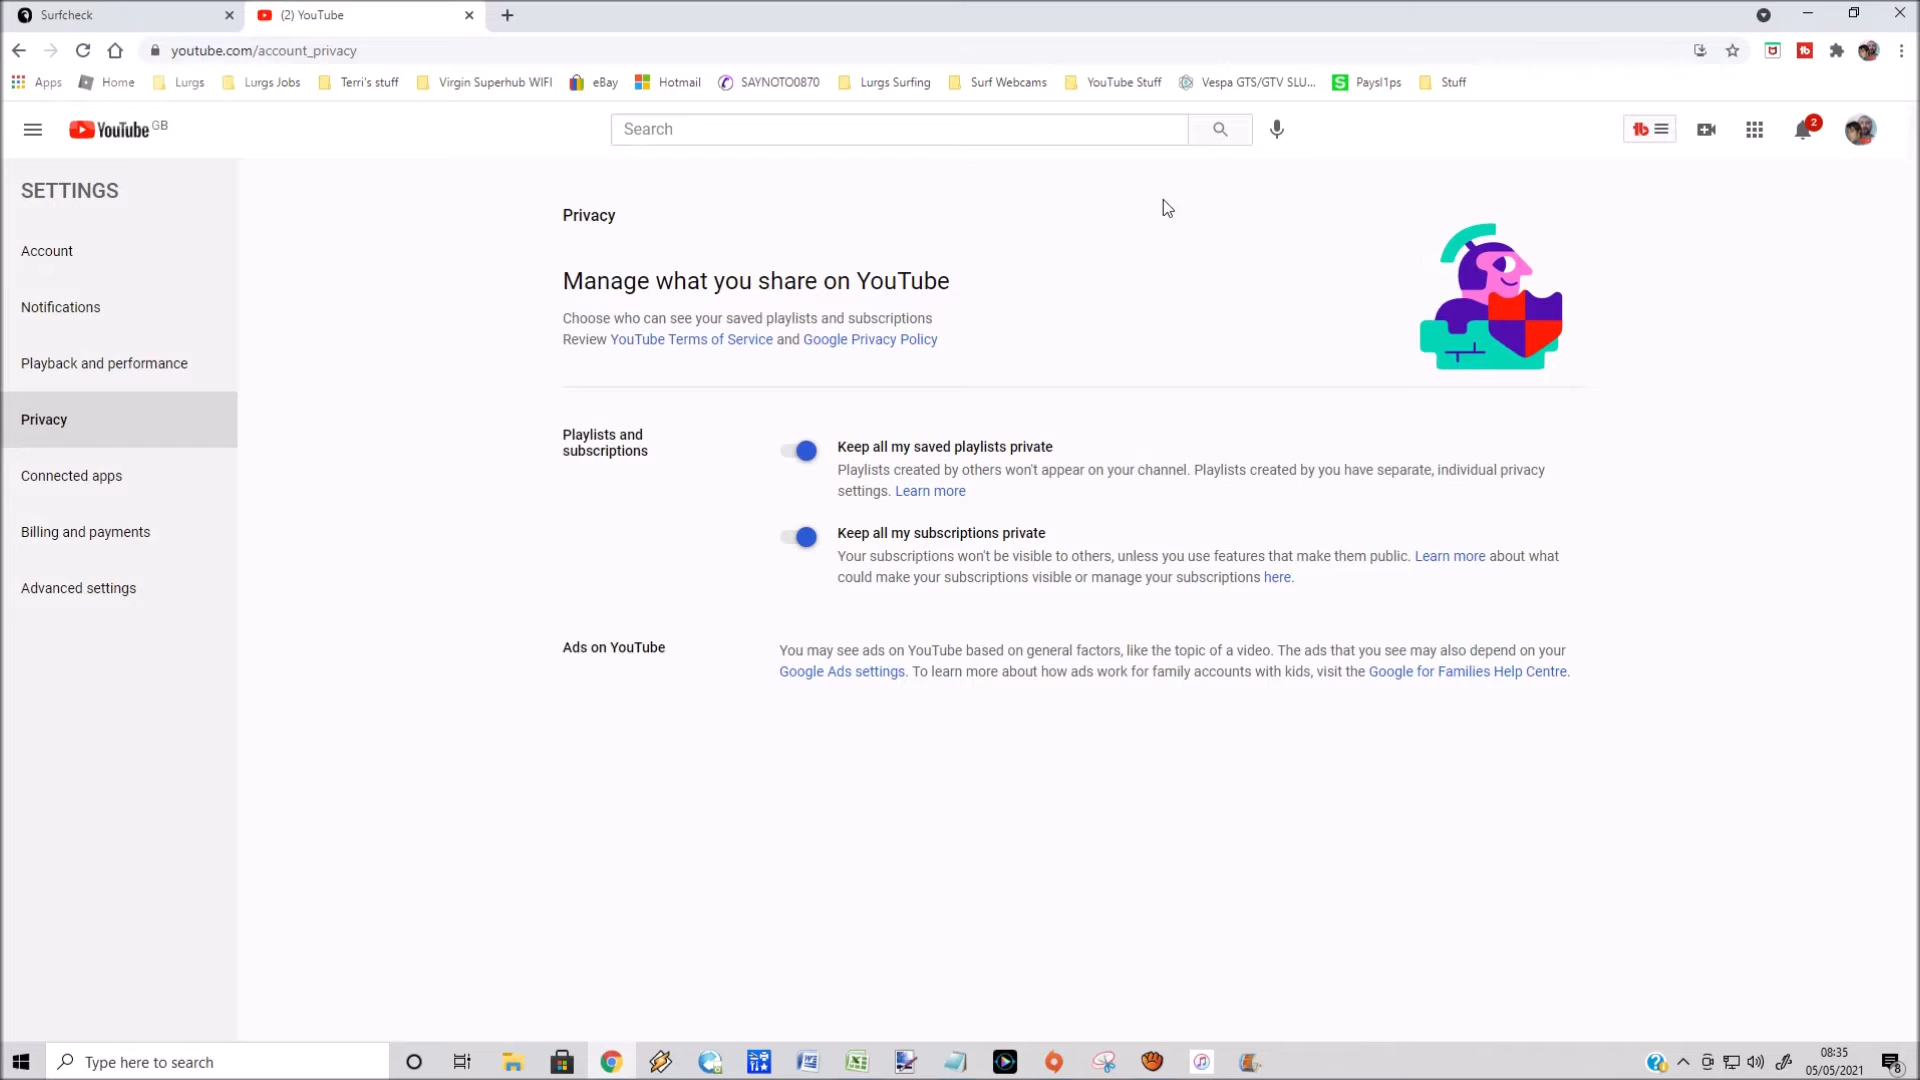 Surfcheck
(2) YouTube
youtube.com/account_privacy
Apps Home Lurgs Lurgs Jobs Terri's stuff Virgin Superhub WIFI eBay Hotmail SAYNOTO0870 Lurgs Surfing Surf Webcams YouTube Stuff Vespa GTS/GTV SLU... Paysl1ps Stuff
YouTube GB
Search
2
SETTINGS
Account
Notifications
Playback and performance
Privacy
Connected apps
Billing and payments
Advanced settings
Privacy
Manage what you share on YouTube
Choose who can see your saved playlists and subscriptions
Review YouTube Terms of Service and Google Privacy Policy
Playlists and
subscriptions
Keep all my saved playlists private
Playlists created by others won't appear on your channel. Playlists created by you have separate, individual privacy
settings. Learn more
Keep all my subscriptions private
Your subscriptions won't be visible to others, unless you use features that make them public. Learn more about what
could make your subscriptions visible or manage your subscriptions here.
Ads on YouTube
You may see ads on YouTube based on general factors, like the topic of a video. The ads that you see may also depend on your
Google Ads settings. To learn more about how ads work for family accounts with kids, visit the Google for Families Help Centre.
Type here to search
08:35
05/05/2021
8